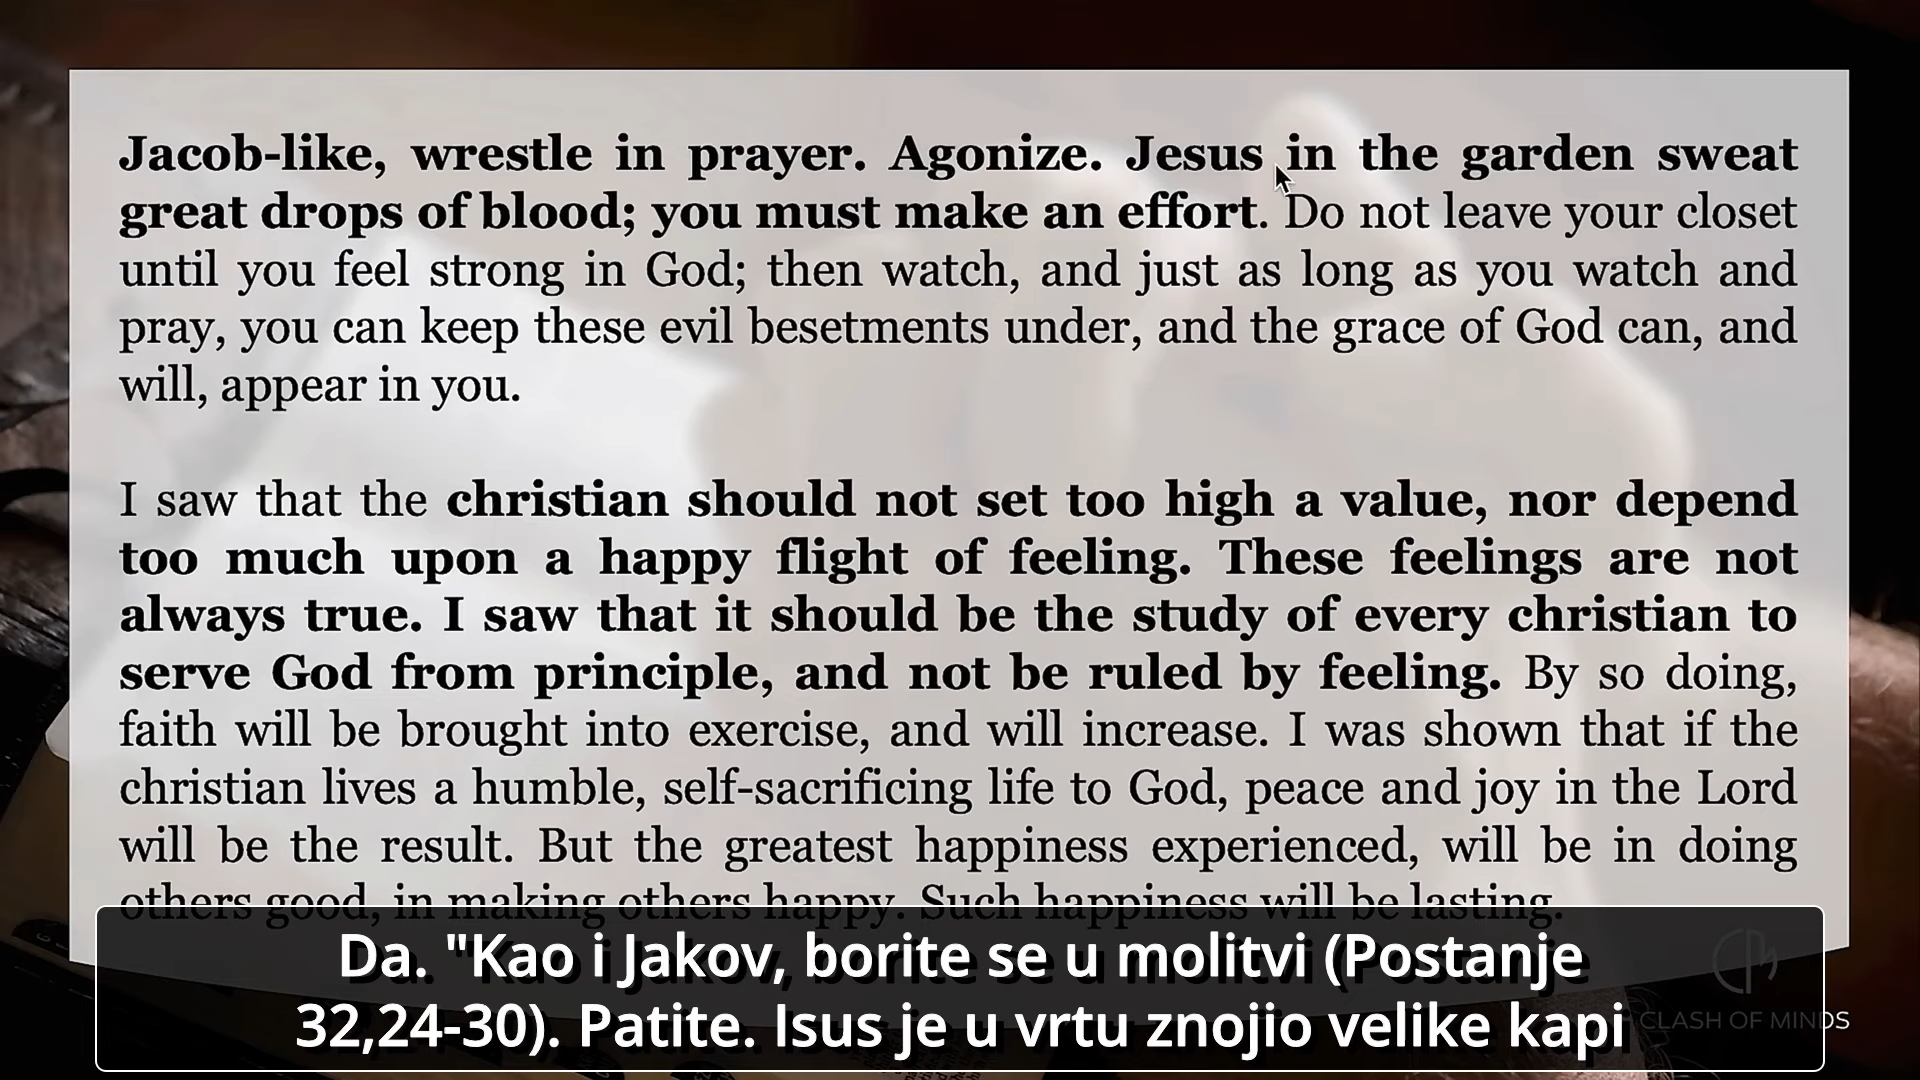 Jacob-like, wrestle in prayer. Agonize. Jesus in the garden sweat
great drops of blood; you must make an effort. Do not leave your closet
until you feel strong in God; then watch, and just as long as you watch and
pray, you can keep these evil besetments under, and the grace of God can, and
will, appear in you.
I saw that the christian should not set too high a value, nor depend
too much upon a happy flight of feeling. These feelings are not
always true. I saw that it should be the study of every christian to
serve God from principle, and not be ruled by feeling. By so doing,
faith will be brought into exercise, and will increase. I was shown that if the
christian lives a humble, self-sacrificing life to God, peace and joy in the Lord
will be the result. But the greatest happiness experienced, will be in doing
others good, in making others happy. Such happiness will be lasting.
Da. "Kao i Jakov, borite se u molitvi (Postanje
32,24-30). Patite. Isus je u vrtu znojio velike kapi
CLASH OF MINDS